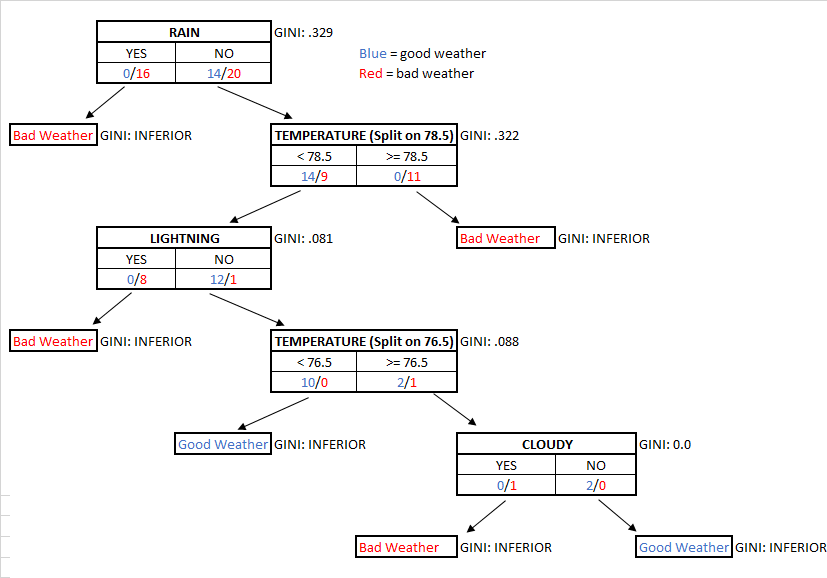 RAIN GINI: .329
YES NO
0/16 14/20
Blue = good weather
Red = bad weather
Bad Weather GINI: INFERIOR
TEMPERATURE (Split on 78.5) GINI: .322
< 78.5 >= 78.5
14/9 0/11
LIGHTNING GINI: .081
YES NO
0/8 12/1
Bad Weather GINI: INFERIOR
Bad Weather GINI: INFERIOR
TEMPERATURE (Split on 76.5) GINI: .088
< 76.5 >= 76.5
10/0 2/1
Good Weather GINI: INFERIOR
CLOUDY GINI: 0.0
YES NO
0/1 2/0
Bad Weather GINI: INFERIOR
Good Weather GINI: INFERIOR